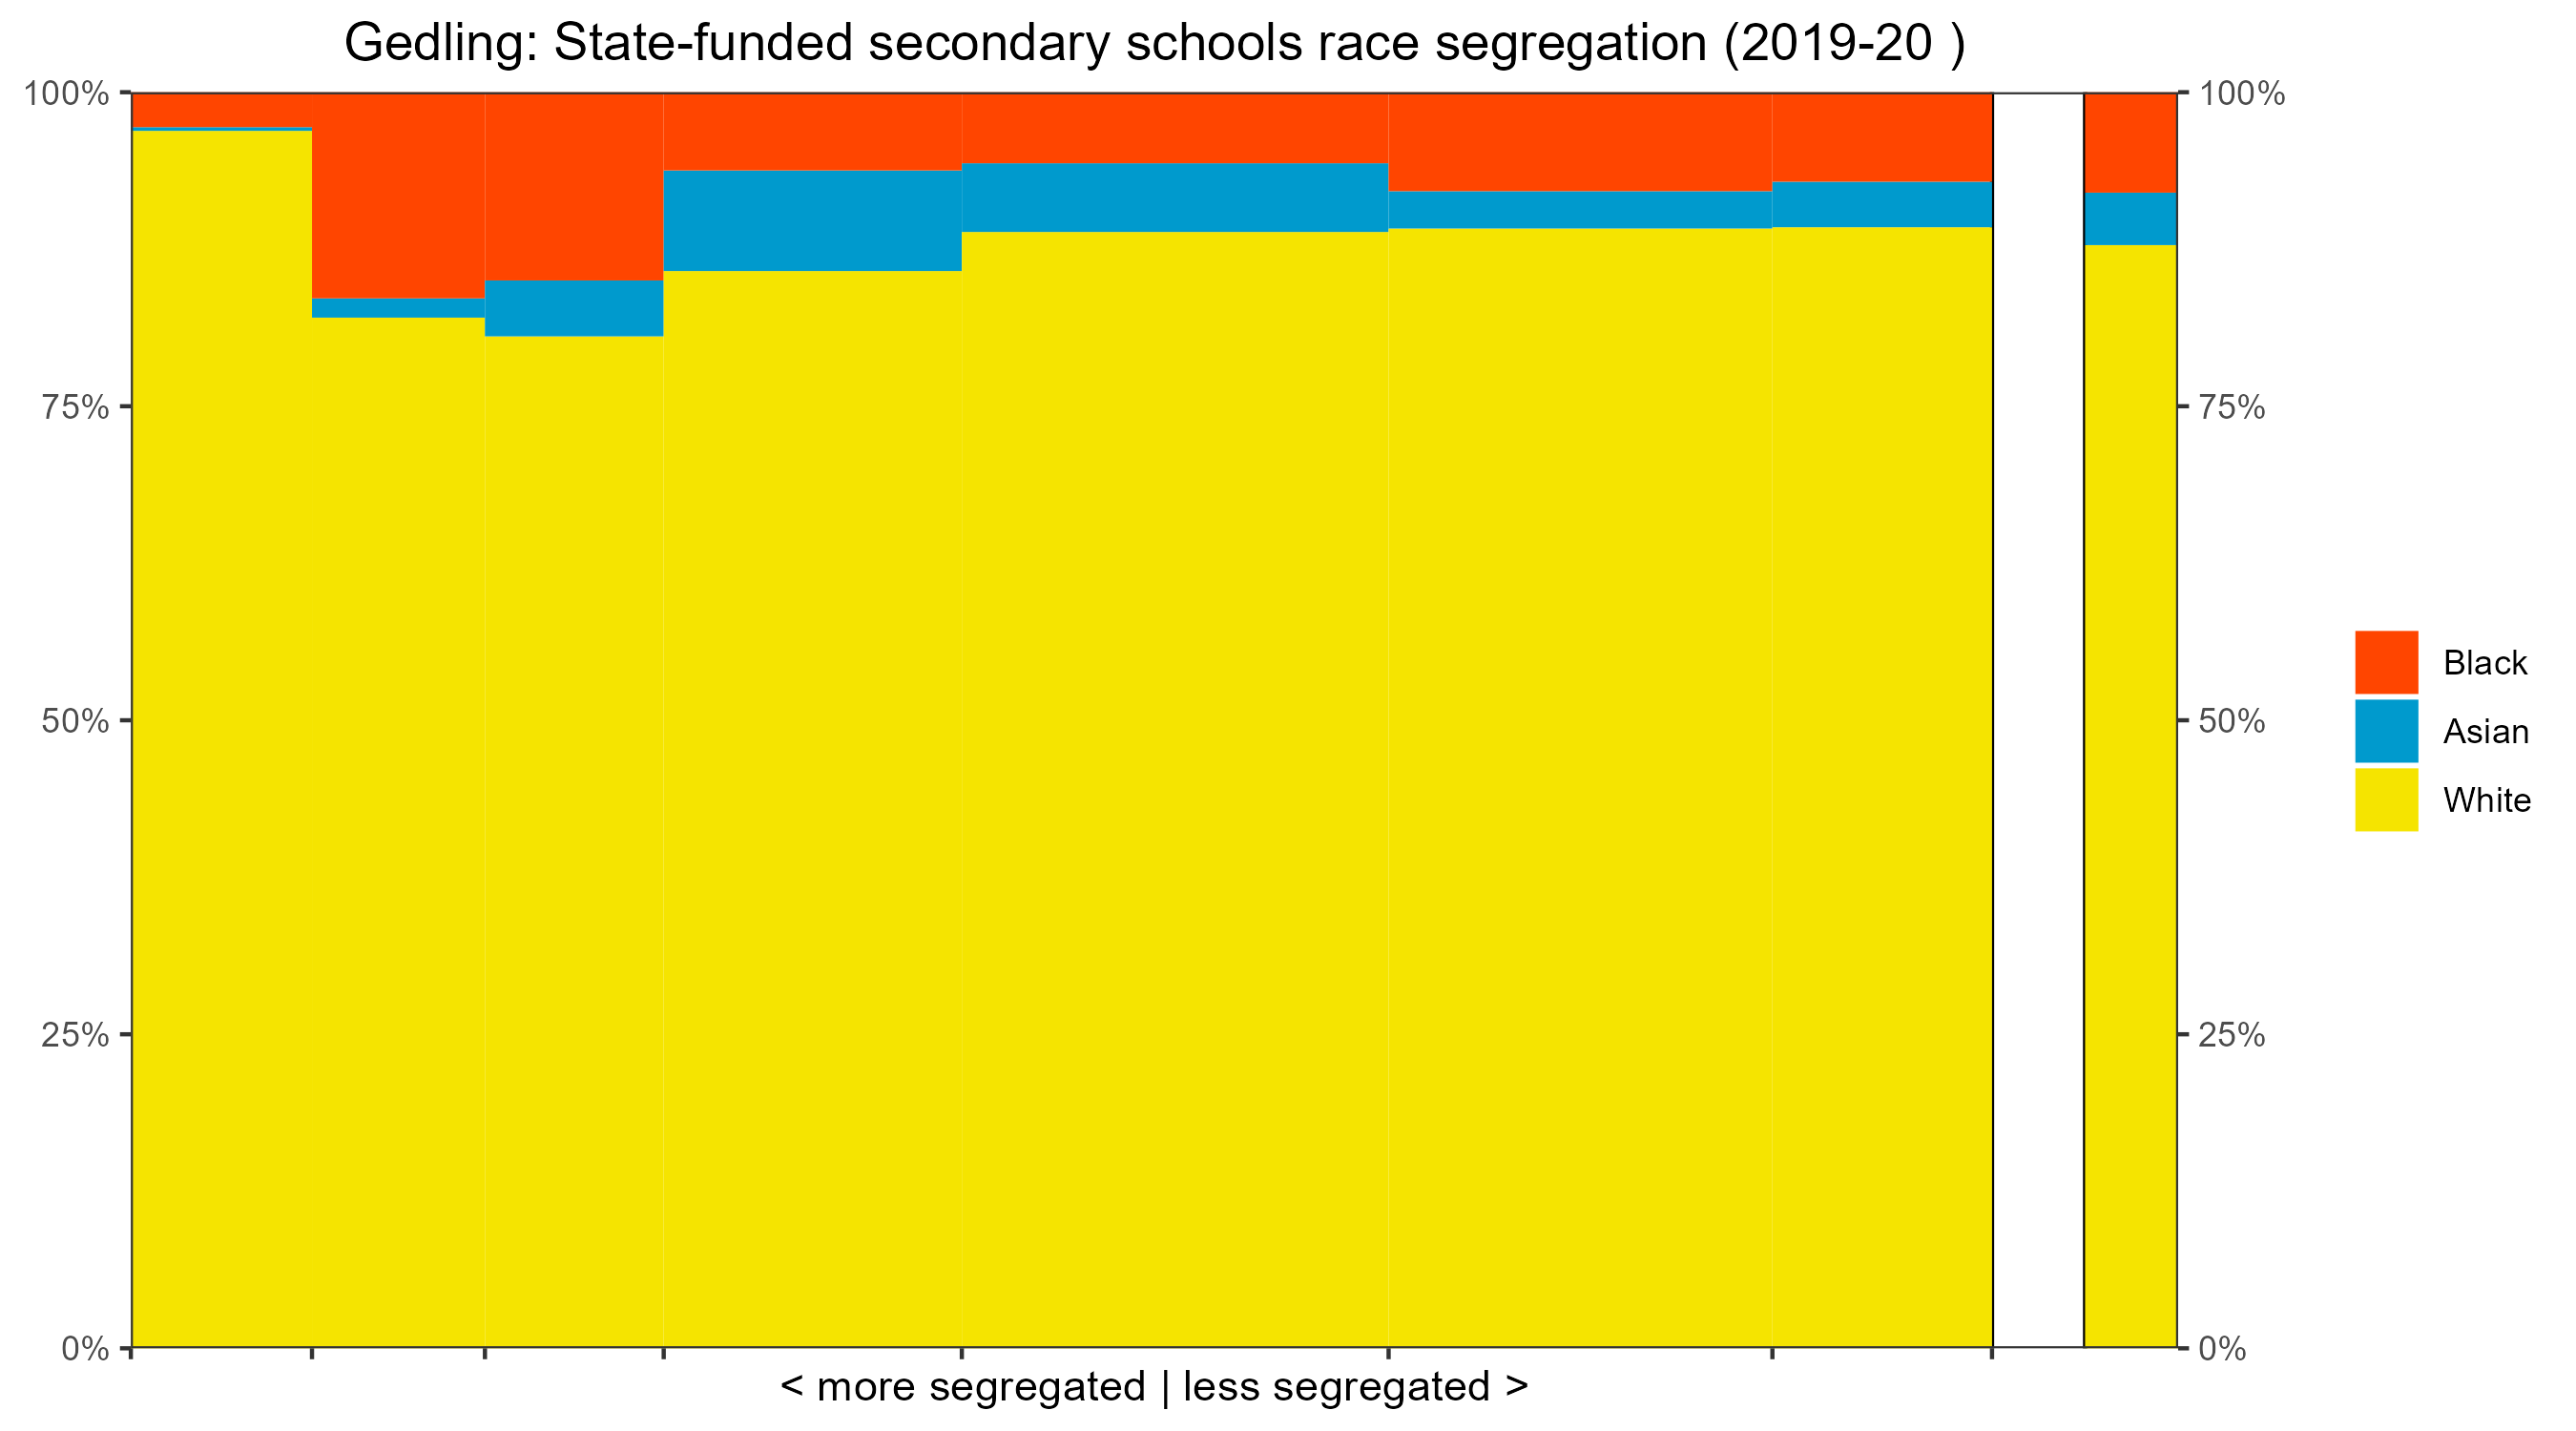 Gedling: State-funded secondary schools race segregation (2019-20 )
100%
75%
50%
25%
0%
100%
75%
50%
25%
0%
Black
Asian
White
< more segregated | less segregated >